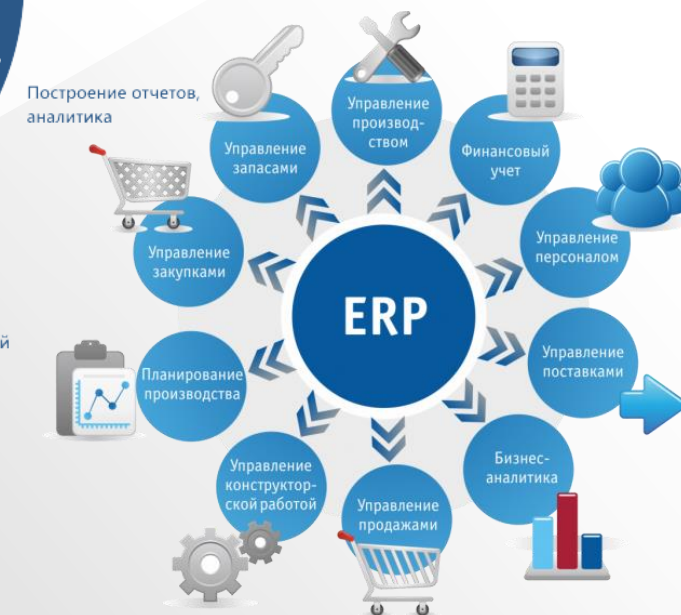 Построение отчетов,
аналитика
Управление
производ-
ством
Финансовый
учет
Управление
персоналом
Управление
поставками
Бизнес-
аналитика
Управление
продажами
Управление
конструктор-
ской работой
Планирование
производства
Управление
закупками
Управление
запасами
ERP
й